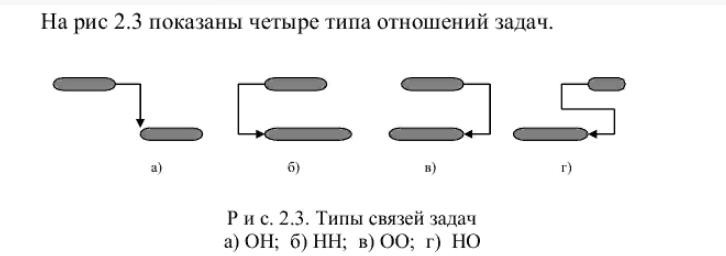 На рис 2.3 показаны четыре типа отношений задач.
а) б) в) г)
Р и с. 2.3. Типы связей задач
а) ОН; б) НН; в) ОО; г) НО